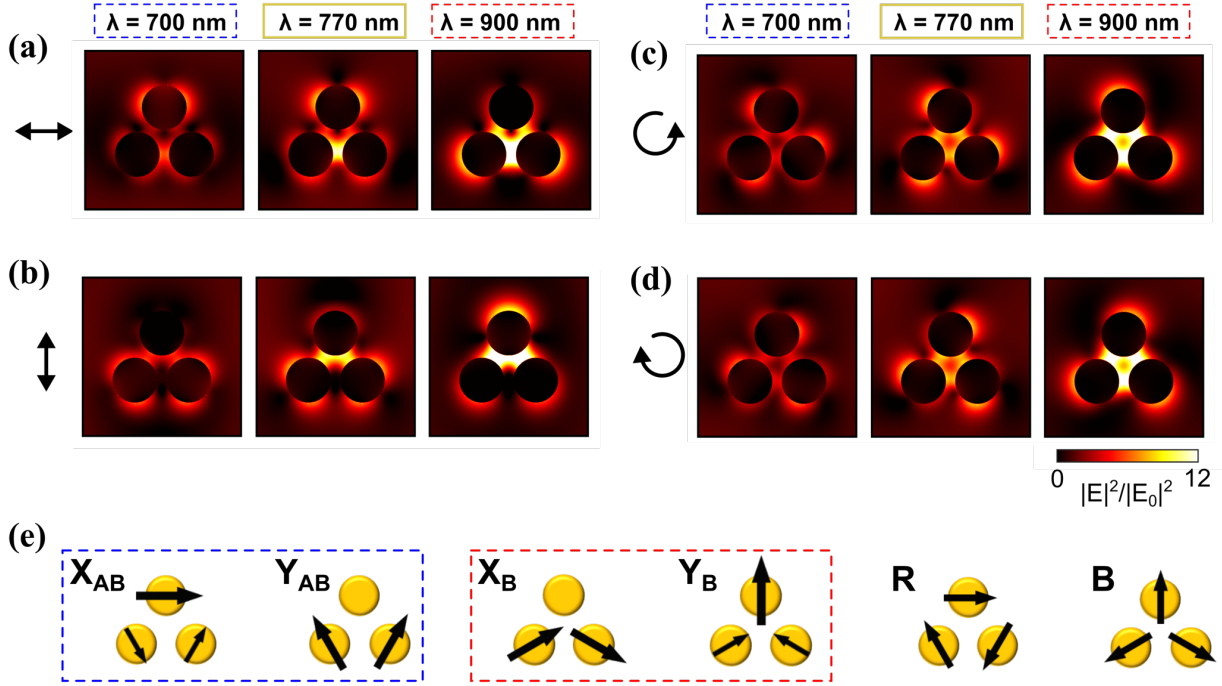 λ = 700 nm λ = 770 nm λ = 900 nm λ = 700 nm λ = 770 nm λ = 900 nm
(a) (c)
(b) (d)
0 12
|E|²/|E₀|²
(e)
X_AB Y_AB X_B Y_B R B